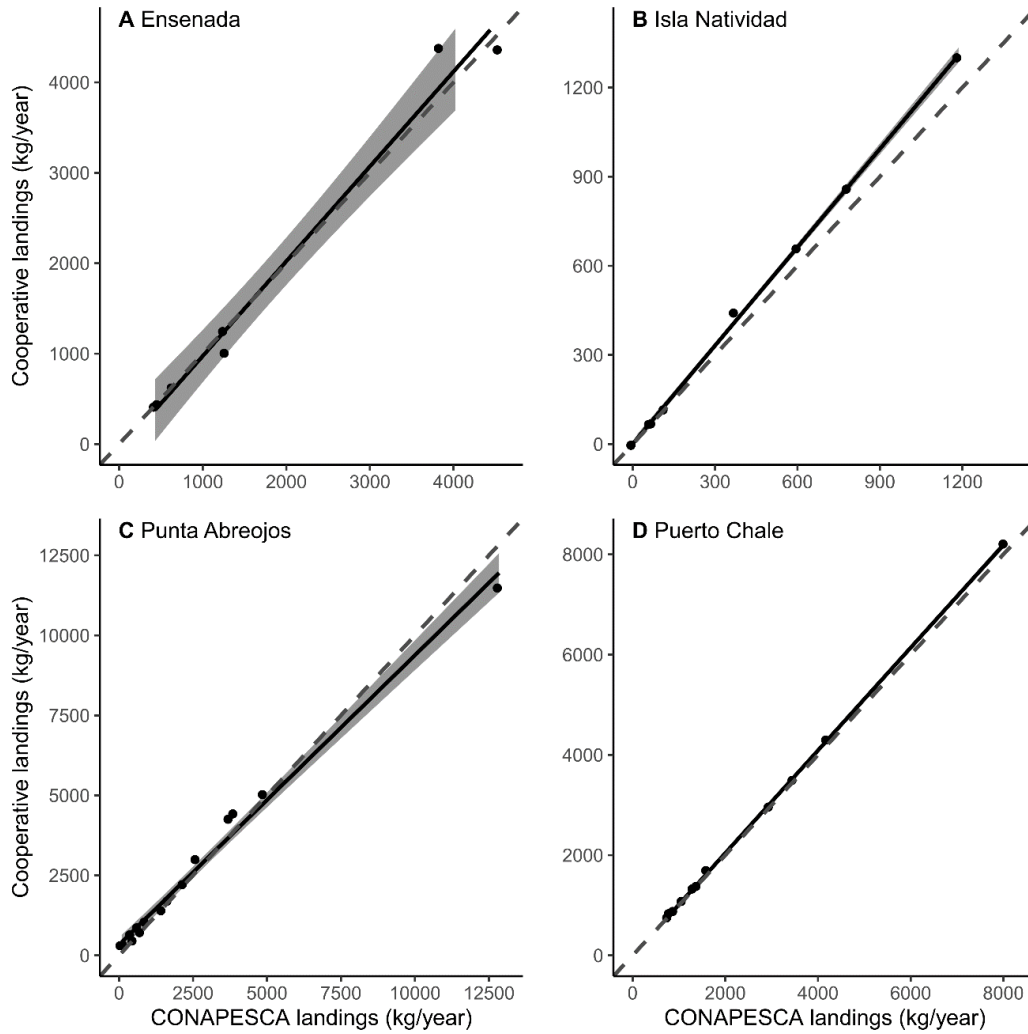 A Ensenada
Cooperative landings (kg/year)
4000
3000
2000
1000
0
0 1000 2000 3000 4000
B Isla Natividad
1200
900
600
300
0
0 300 600 900 1200
C Punta Abreojos
Cooperative landings (kg/year)
12500
10000
7500
5000
2500
0
0 2500 5000 7500 10000 12500
CONAPESCA landings (kg/year)
D Puerto Chale
8000
6000
4000
2000
0
0 2000 4000 6000 8000
CONAPESCA landings (kg/year)